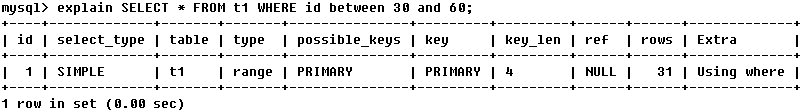 mysql> explain SELECT * FROM t1 WHERE id between 30 and 60;
+----+-------------+-------+-------+---------------+---------+---------+------+------+-------------+
| id | select_type | table | type | possible_keys | key | key_len | ref | rows | Extra |
+----+-------------+-------+-------+---------------+---------+---------+------+------+-------------+
| 1 | SIMPLE | t1 | range | PRIMARY | PRIMARY | 4 | NULL | 31 | Using where |
+----+-------------+-------+-------+---------------+---------+---------+------+------+-------------+
1 row in set (0.00 sec)